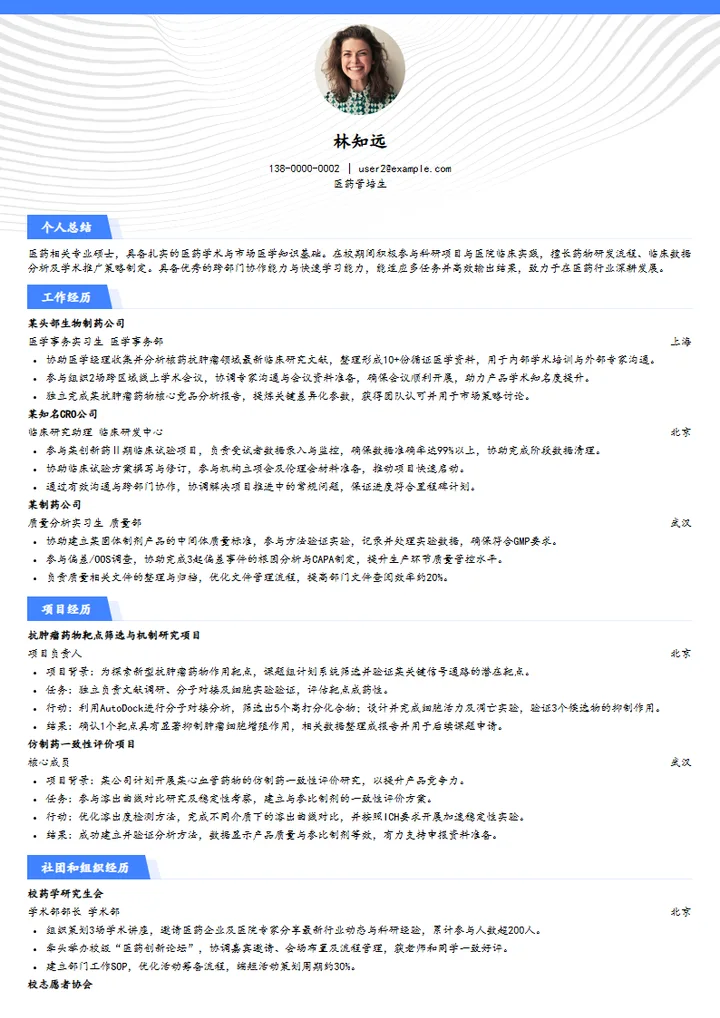 林知远
138-0000-0002 | user2@example.com
医药管培生
个人总结
医药相关专业硕士，具备扎实的医药学术与市场医学知识基础。在校期间积极参与科研项目与医院临床实践，擅长药物研发流程、临床数据
分析及学术推广策略制定。具备优秀的跨部门协作能力与快速学习能力，能适应多任务并高效输出结果，致力于在医药行业深耕发展。
工作经历
某头部生物制药公司
医学事务实习生 医学事务部 上海
• 协助医学经理收集并分析核药抗肿瘤领域最新临床研究文献，整理形成10+份循证医学资料，用于内部学术培训与外部专家沟通。
• 参与组织2场跨区域线上学术会议，协调专家沟通与会议资料准备，确保会议顺利开展，助力产品学术知名度提升。
• 独立完成某抗肿瘤药物核心竞品分析报告，提炼关键差异化参数，获得团队认可并用于市场策略讨论。
某知名CRO公司
临床研究助理 临床研发中心 北京
• 参与某创新药Ⅱ期临床试验项目，负责受试者数据录入与监控，确保数据准确率达99%以上，协助完成阶段数据清理。
• 协助临床试验方案撰写与修订，参与机构立项会及伦理会材料准备，推动项目快速启动。
• 通过有效沟通与跨部门协作，协调解决项目推进中的常规问题，保证进度符合里程碑计划。
某制药公司
质量分析实习生 质量部 武汉
• 协助建立某固体制剂产品的中间体质量标准，参与方法验证实验，记录并处理实验数据，确保符合GMP要求。
• 参与偏差/OOS调查，协助完成3起偏差事件的根因分析与CAPA制定，提升生产环节质量管控水平。
• 负责质量相关文件的整理与归档，优化文件管理流程，提高部门文件查阅效率约20%。
项目经历
抗肿瘤药物靶点筛选与机制研究项目
项目负责人 北京
• 项目背景：为探索新型抗肿瘤药物作用靶点，课题组计划系统筛选并验证某关键信号通路的潜在靶点。
• 任务：独立负责文献调研、分子对接及细胞实验验证，评估靶点成药性。
• 行动：利用AutoDock进行分子对接分析，筛选出5个高打分化合物；设计并完成细胞活力及凋亡实验，验证3个候选物的抑制作用。
• 结果：确认1个靶点具有显著抑制肿瘤细胞增殖作用，相关数据整理成报告并用于后续课题申请。
仿制药一致性评价项目
核心成员 武汉
• 项目背景：某公司计划开展某心血管药物的仿制药一致性评价研究，以提升产品竞争力。
• 任务：参与溶出曲线对比研究及稳定性考察，建立与参比制剂的一致性评价方案。
• 行动：优化溶出度检测方法，完成不同介质下的溶出曲线对比，并按照ICH要求开展加速稳定性实验。
• 结果：成功建立并验证分析方法，数据显示产品质量与参比制剂等效，有力支持申报资料准备。
社团和组织经历
校药学研究生会
学术部部长 学术部 北京
• 组织策划3场学术讲座，邀请医药企业及医院专家分享最新行业动态与科研经验，累计参与人数超200人。
• 牵头举办校级“医药创新论坛”，协调嘉宾邀请、会场布置及流程管理，获老师和同学一致好评。
• 建立部门工作SOP，优化活动筹备流程，缩短活动策划周期约30%。
校志愿者协会